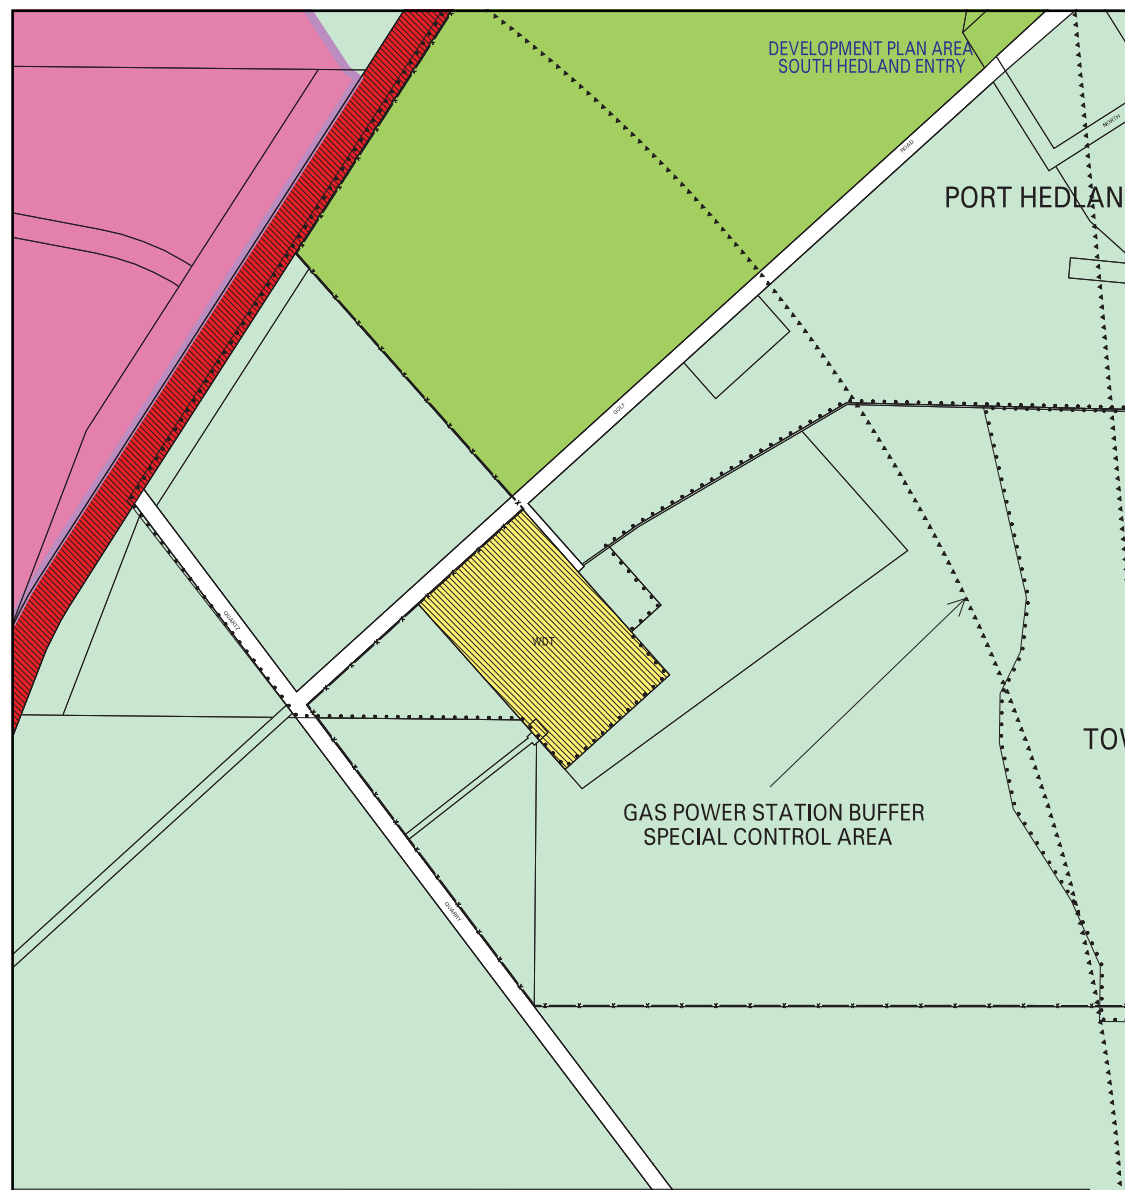 DEVELOPMENT PLAN AREA
SOUTH HEDLAND ENTRY
NORTH
ROAD
PORT HEDLAN
GOLF
QUARTZ
WDT
TOW
GAS POWER STATION BUFFER
SPECIAL CONTROL AREA
QUARRY